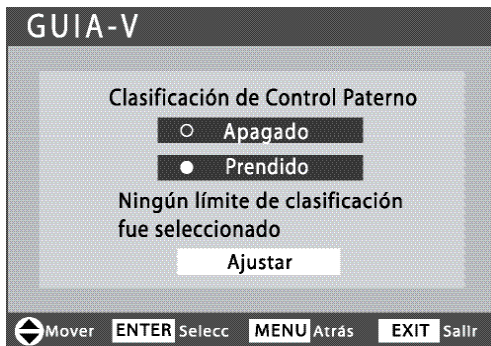 GUIA-V
Clasificación de Control Paterno
Apagado
Prendido
Ningún límite de clasificación
fue seleccionado
Ajustar
Mover ENTER Selecc MENU Atrás EXIT Salir